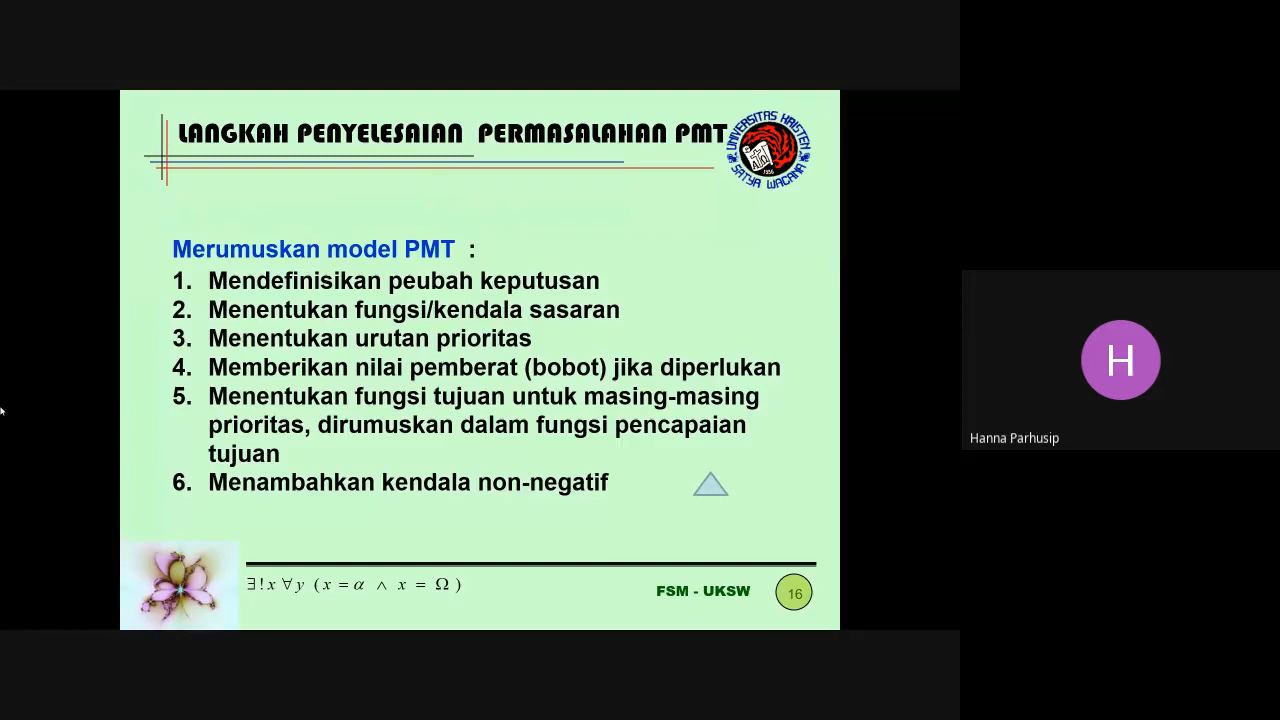 LANGKAH PENYELESAIAN PERMASALAHAN PMT
UNIVERSITAS KRISTEN
SATYA WACANA
1956
Merumuskan model PMT :
1. Mendefinisikan peubah keputusan
2. Menentukan fungsi/kendala sasaran
3. Menentukan urutan prioritas
4. Memberikan nilai pemberat (bobot) jika diperlukan
5. Menentukan fungsi tujuan untuk masing-masing
prioritas, dirumuskan dalam fungsi pencapaian
tujuan
6. Menambahkan kendala non-negatif
∃!x ∀y (x = α ∧ x = Ω)
FSM - UKSW
16
H
Hanna Parhusip